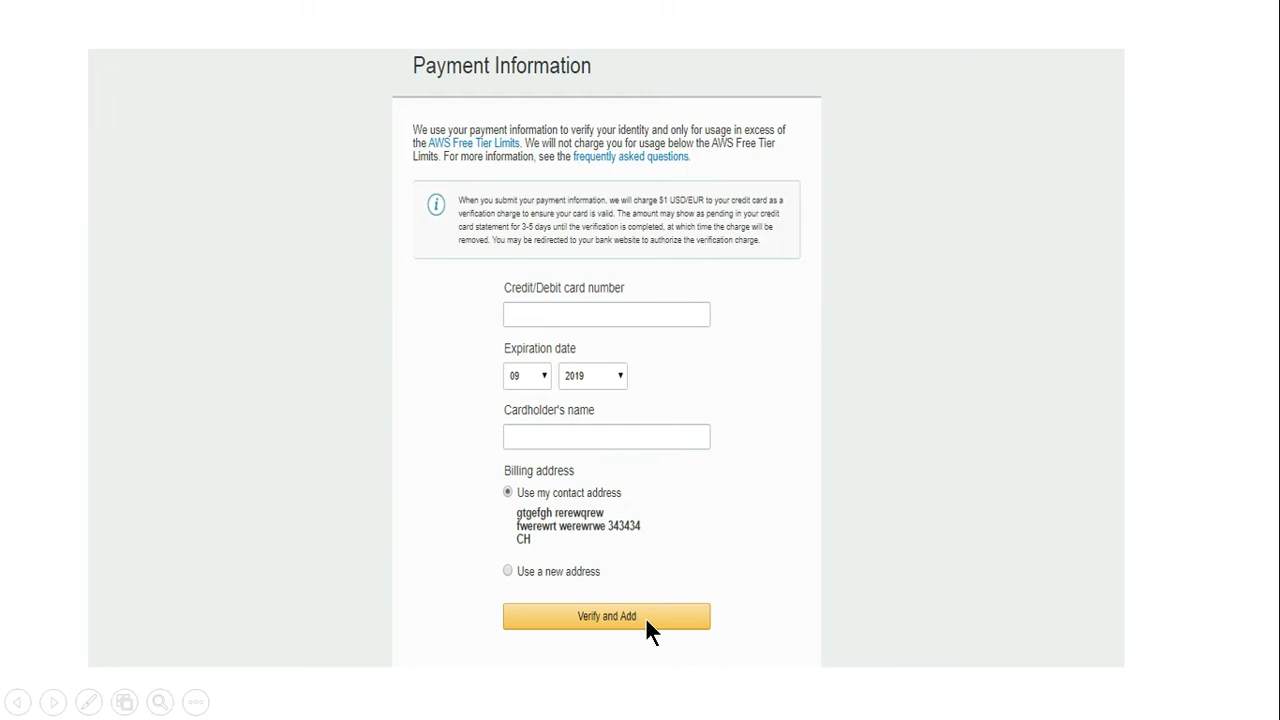 Payment Information
We use your payment information to verify your identity and only for usage in excess of
the AWS Free Tier Limits. We will not charge you for usage below the AWS Free Tier
Limits. For more information, see the frequently asked questions.
When you submit your payment information, we will charge $1 USD/EUR to your credit card as a
verification charge to ensure your card is valid. The amount may show as pending in your credit
card statement for 3-5 days until the verification is completed, at which time the charge will be
removed. You may be redirected to your bank website to authorize the verification charge.
Credit/Debit card number
Expiration date
09 2019
Cardholder's name
Billing address
Use my contact address
gtgefgh rerewqrew
fwerewrt werewrwe 343434
CH
Use a new address
Verify and Add